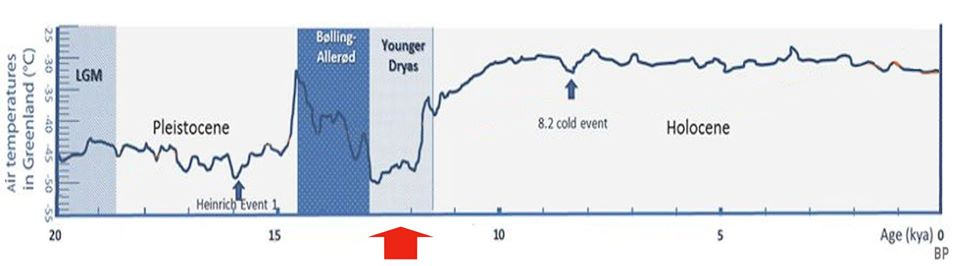 Air temperatures
in Greenland (°C)
25
-30
-35
-40
-45
-50
-55
LGM
Pleistocene
Heinrich Event 1
Bølling-
Allerød
Younger
Dryas
8.2 cold event
Holocene
20
15
10
5
Age (kya) 0
BP